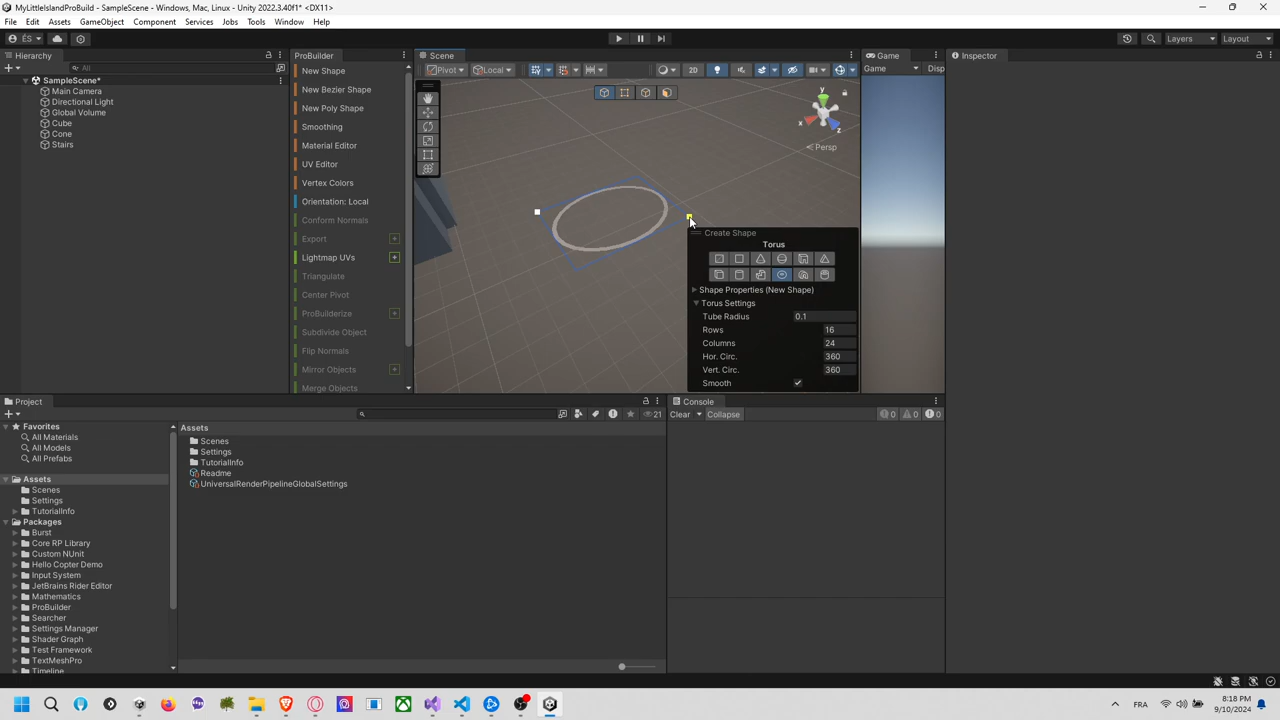 MyLittleIslandProBuild - SampleScene - Windows, Mac, Linux - Unity 2022.3.40f1* <DX11>
File Edit Assets GameObject Component Services Jobs Tools Window Help
ÉS
Layers
Layout
Hierarchy
All
SampleScene*
Main Camera
Directional Light
Global Volume
Cube
Cone
Stairs
ProBuilder
New Shape
New Bezier Shape
New Poly Shape
Smoothing
Material Editor
UV Editor
Vertex Colors
Orientation: Local
Conform Normals
Export
Lightmap UVs
Triangulate
Center Pivot
ProBuilderize
Subdivide Object
Flip Normals
Mirror Objects
Merge Objects
Scene
Pivot
Local
2D
y
x
z
Persp
Create Shape
Torus
Shape Properties (New Shape)
Torus Settings
Tube Radius 0.1
Rows 16
Columns 24
Hor. Circ. 360
Vert. Circ. 360
Smooth
Game
Game
Disp
Inspector
Project
21
Favorites
All Materials
All Models
All Prefabs
Assets
Scenes
Settings
TutorialInfo
Packages
Burst
Core RP Library
Custom NUnit
Hello Copter Demo
Input System
JetBrains Rider Editor
Mathematics
ProBuilder
Searcher
Settings Manager
Shader Graph
Test Framework
TextMeshPro
Timeline
Assets
Scenes
Settings
TutorialInfo
Readme
UniversalRenderPipelineGlobalSettings
Console
Clear
Collapse
0
0
0
FRA
8:18 PM
9/10/2024